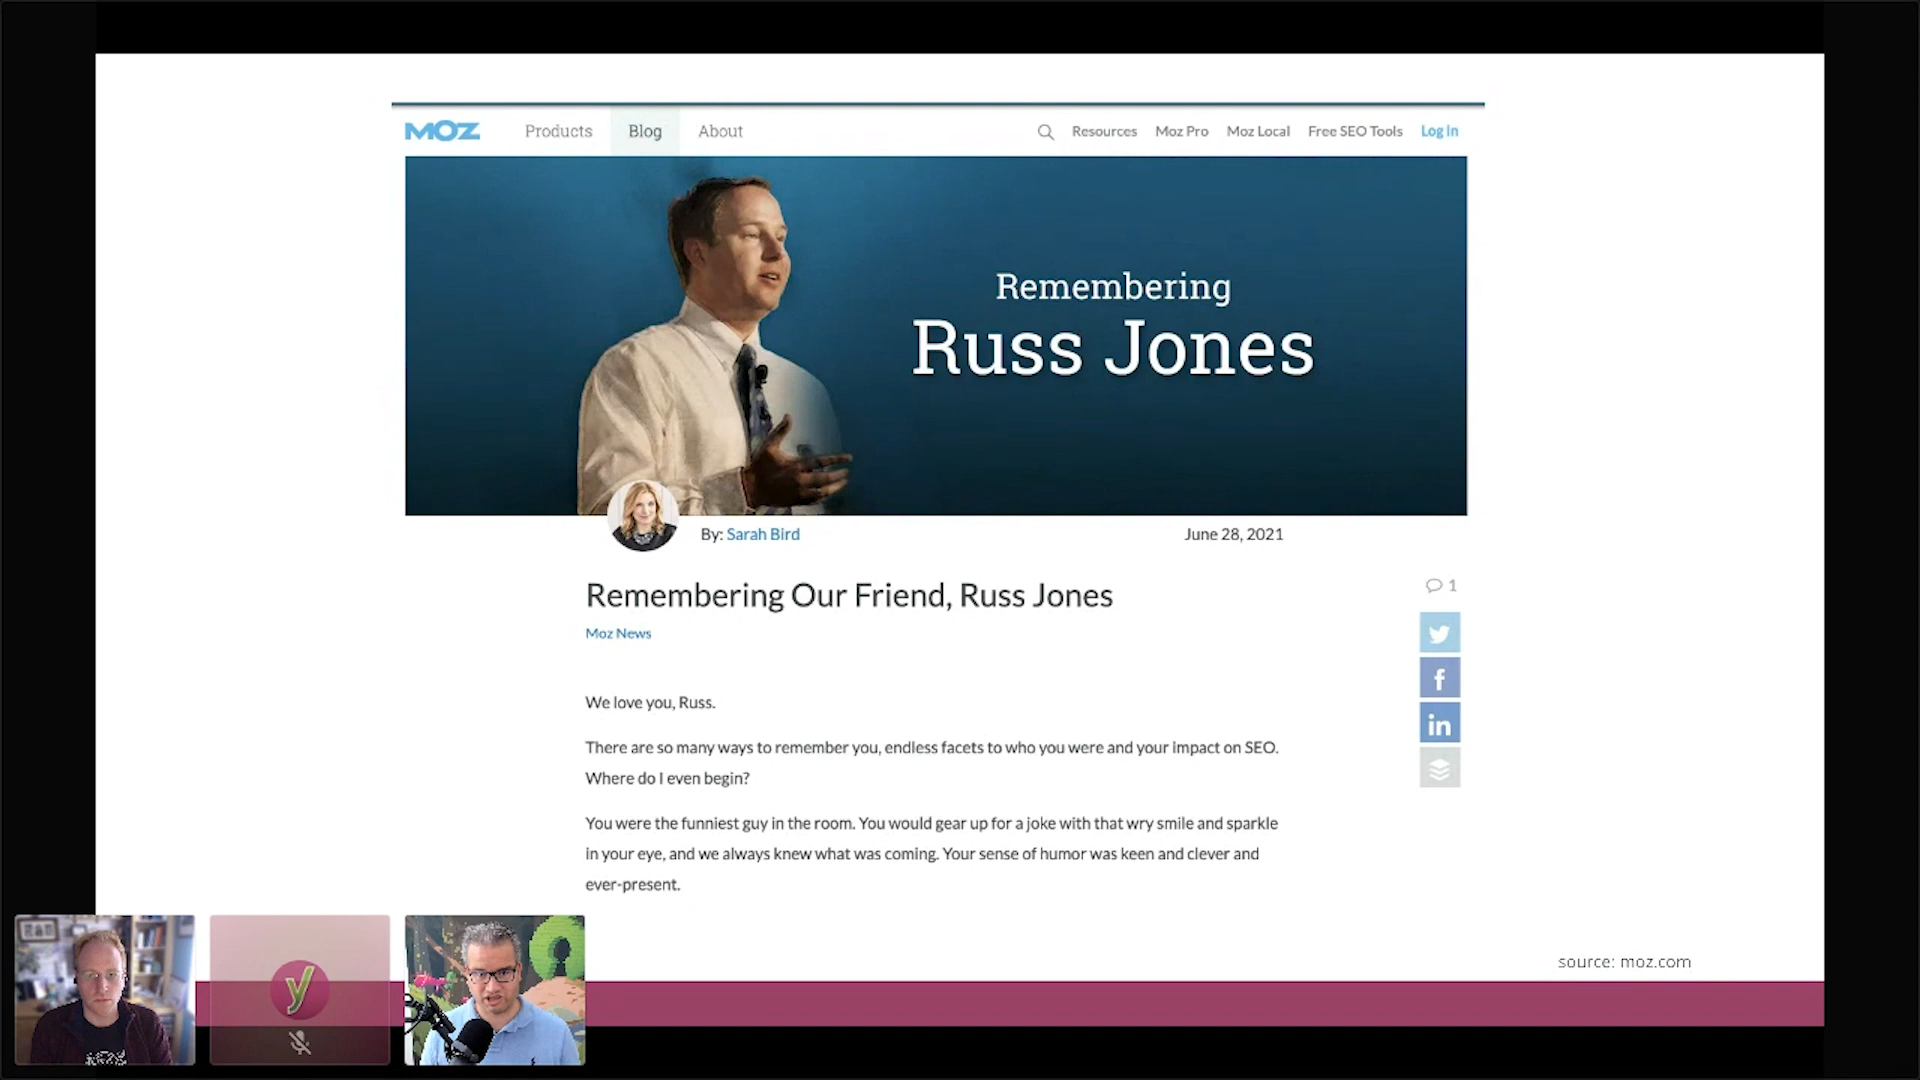 MOZ Products Blog About Resources Moz Pro Moz Local Free SEO Tools Log In
Remembering
Russ Jones
By: Sarah Bird June 28, 2021
Remembering Our Friend, Russ Jones
1
Moz News
We love you, Russ.
There are so many ways to remember you, endless facets to who you were and your impact on SEO.
Where do I even begin?
You were the funniest guy in the room. You would gear up for a joke with that wry smile and sparkle
in your eye, and we always knew what was coming. Your sense of humor was keen and clever and
ever-present.
source: moz.com